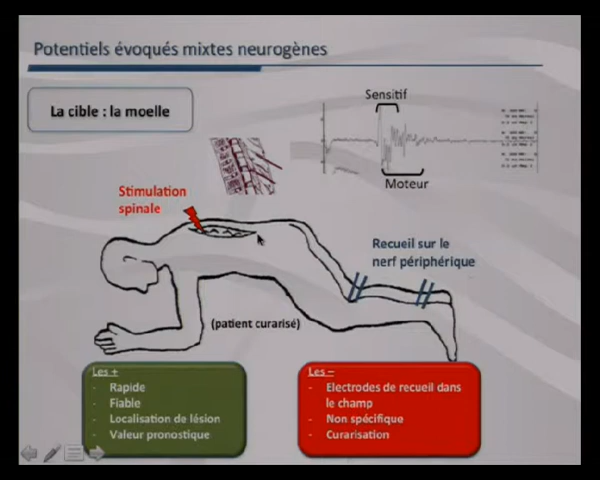 Potentiels évoqués mixtes neurogènes
La cible : la moelle
Sensitif
Moteur
Stimulation
spinale
Recueil sur le
nerf périphérique
(patient curarisé)
Les +
- Rapide
- Fiable
- Localisation de lésion
- Valeur pronostique
Les –
- Electrodes de recueil dans
le champ
- Non spécifique
- Curarisation